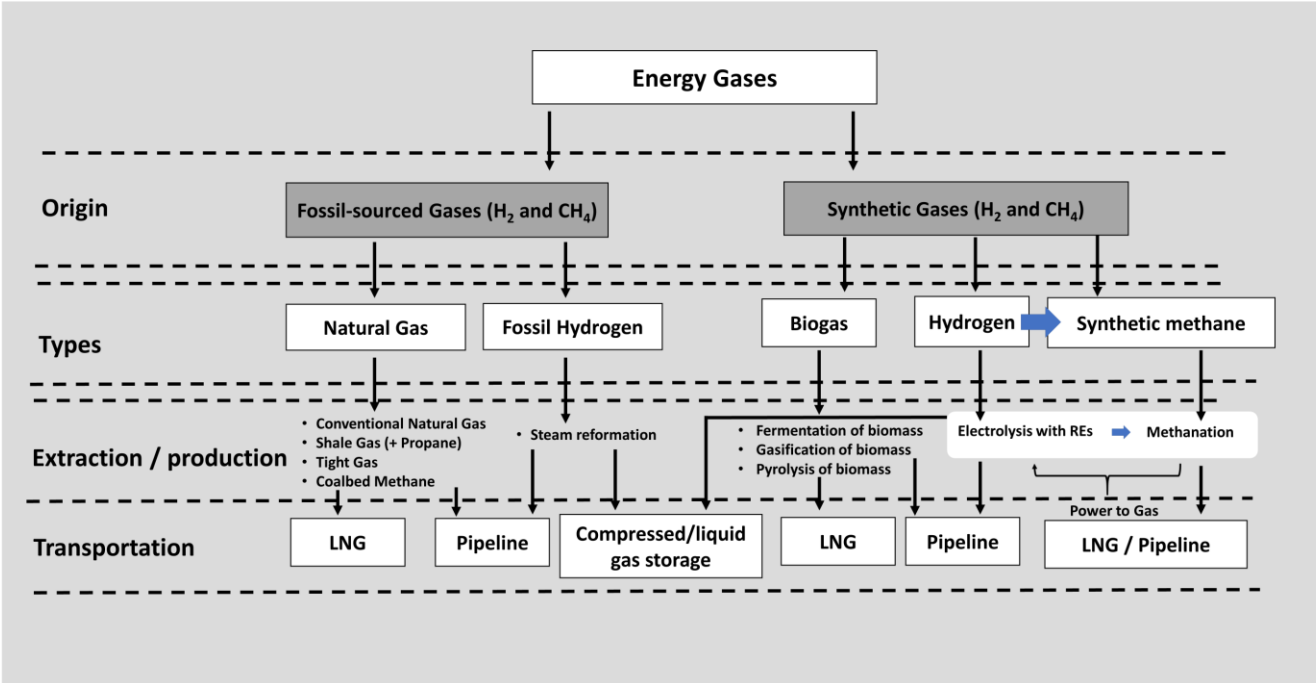 Energy Gases
Origin
Fossil-sourced Gases (H₂ and CH₄)
Synthetic Gases (H₂ and CH₄)
Types
Natural Gas
Fossil Hydrogen
Biogas
Hydrogen
Synthetic methane
Extraction / production
• Conventional Natural Gas
• Shale Gas (+ Propane)
• Tight Gas
• Coalbed Methane
• Steam reformation
• Fermentation of biomass
• Gasification of biomass
• Pyrolysis of biomass
Electrolysis with REs
Methanation
Power to Gas
Transportation
LNG
Pipeline
Compressed/liquid
gas storage
LNG
Pipeline
LNG / Pipeline